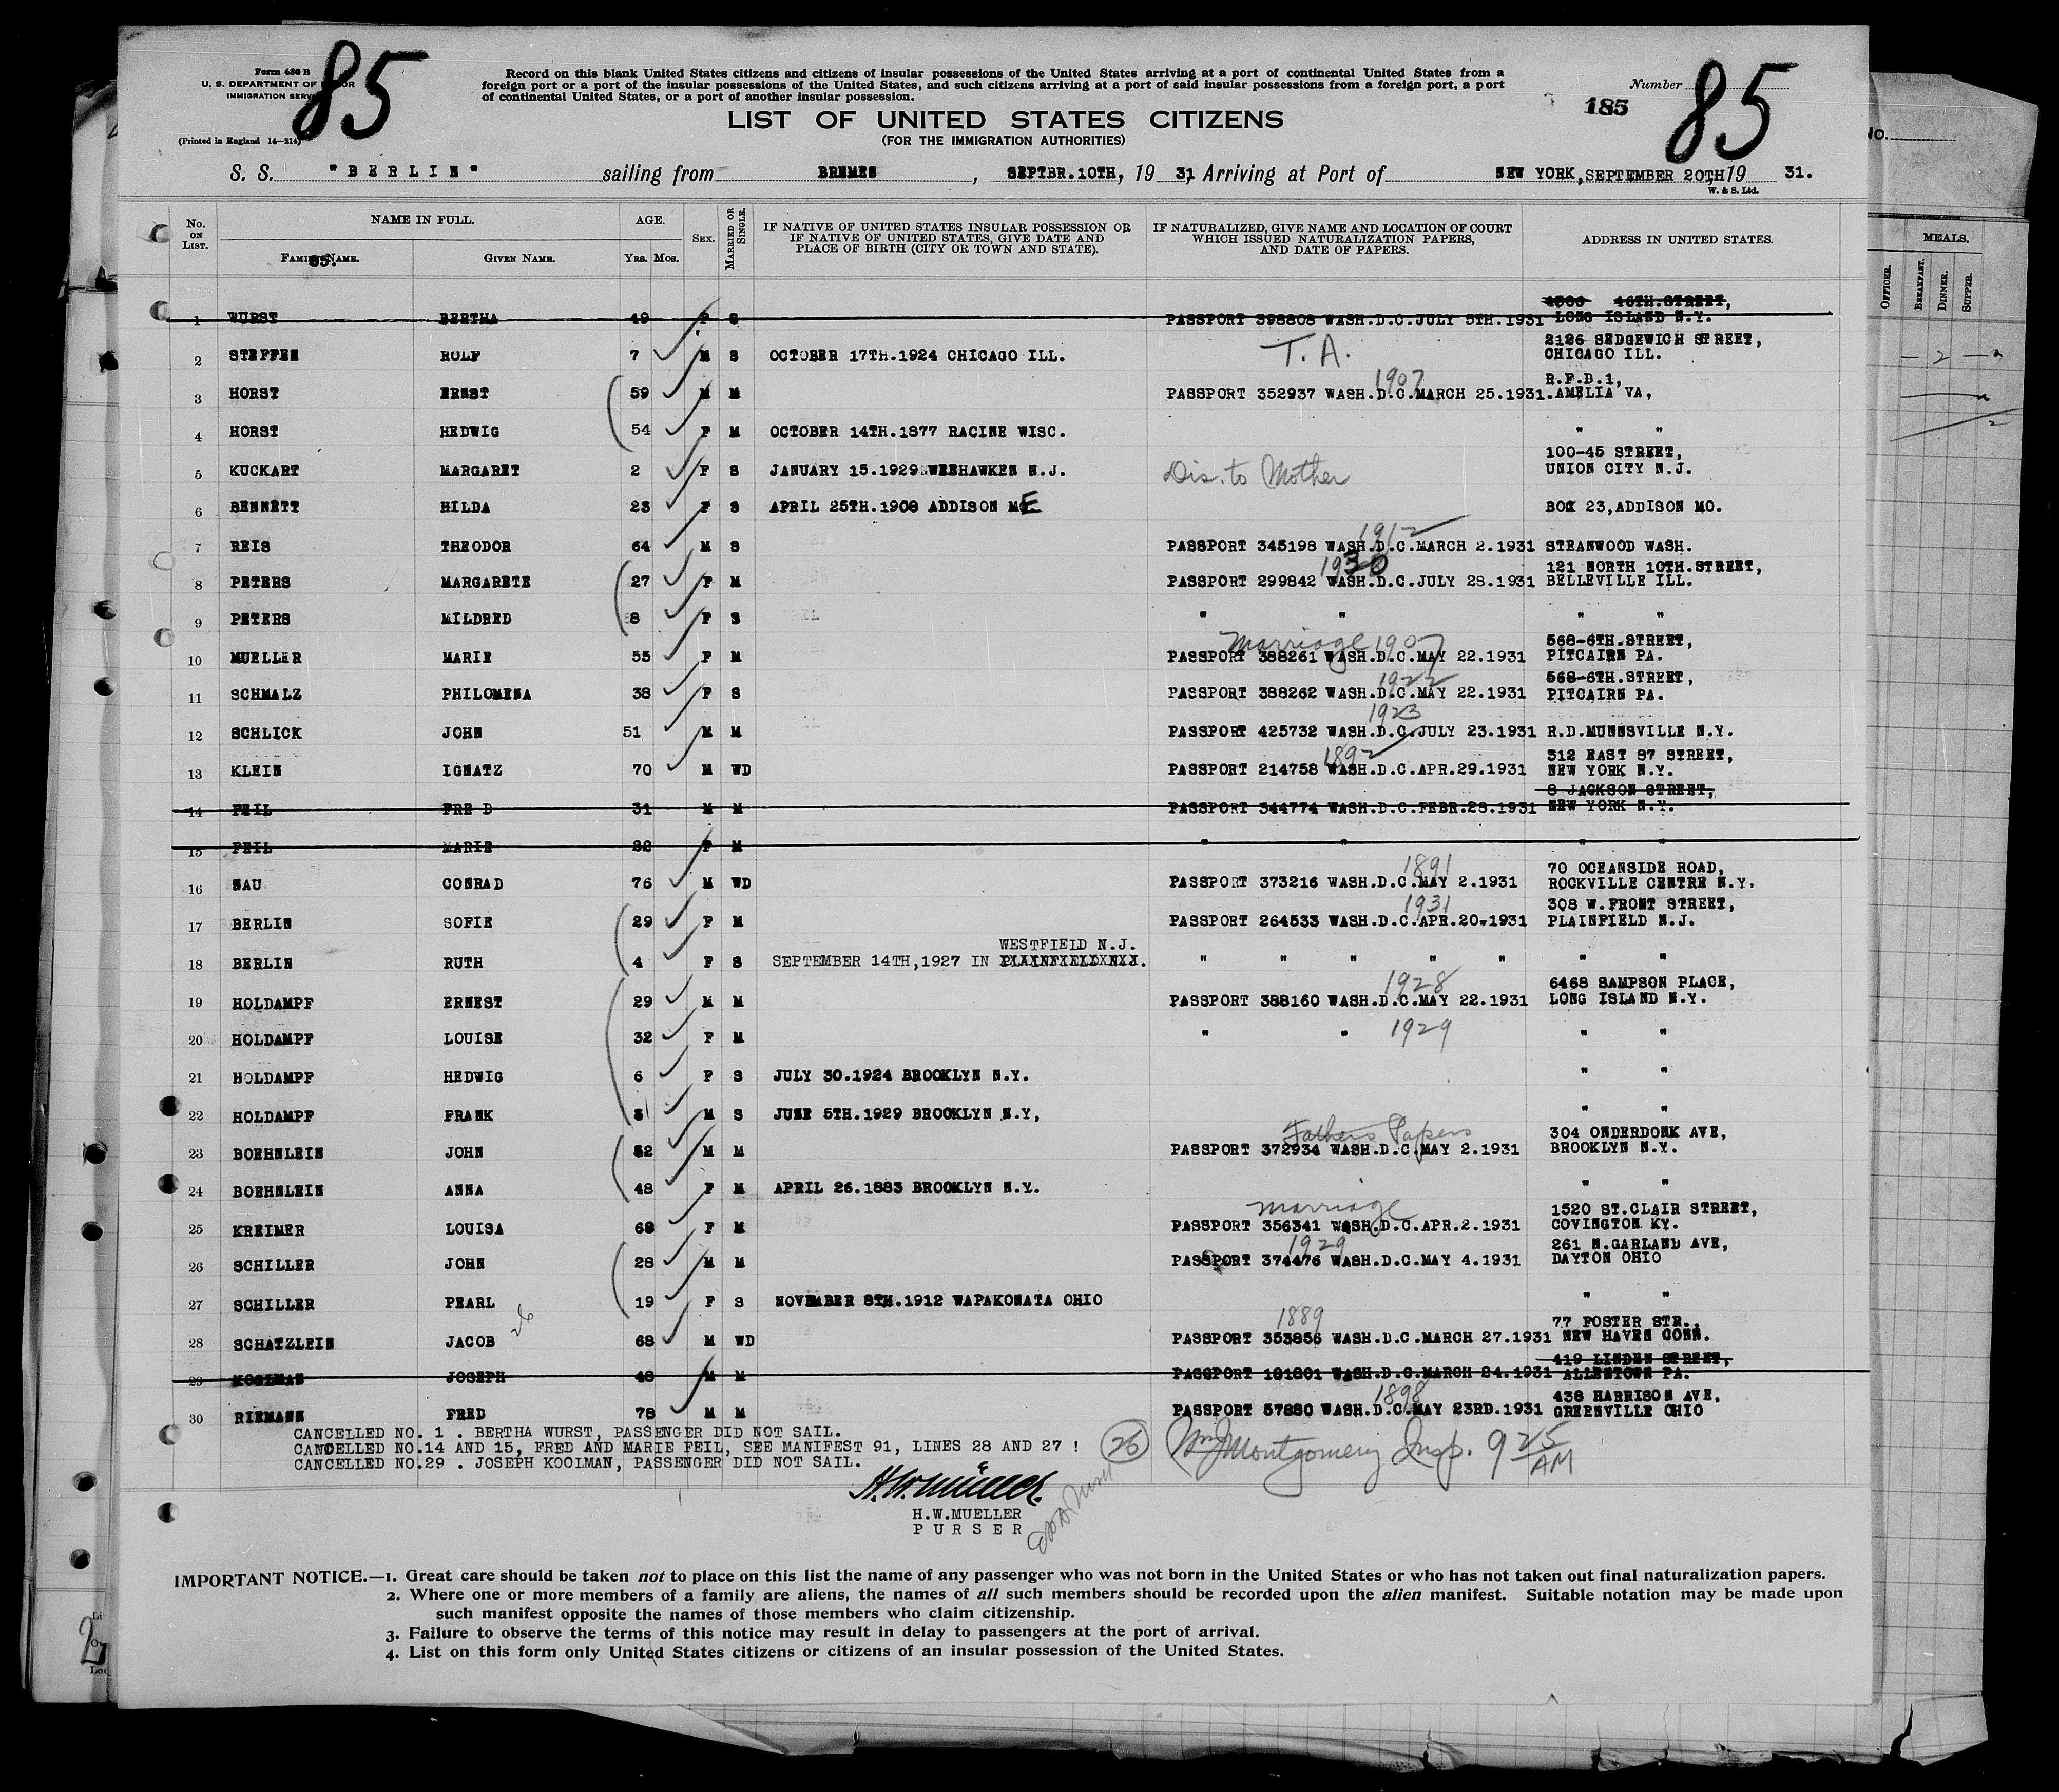 85
85
Form 630 B
U. S. DEPARTMENT OF
IMMIGRATION
(Printed in England 14—214)
Record on this blank United States citizens and citizens of insular possessions of the United States arriving at a port of continental United States from a
foreign port or a port of the insular possessions of the United States, and such citizens arriving at a port of said insular possessions from a foreign port, a port
of continental United States, or a port of another insular possession.
Number
185
LIST OF UNITED STATES CITIZENS
(FOR THE IMMIGRATION AUTHORITIES)
S. S. "BERLIN" sailing from BREMEN, SEPTBR.10TH, 19 31, Arriving at Port of NEW YORK, SEPTEMBER 20TH 19 31.
W. & S. Ltd.
No. ON LIST. NAME IN FULL. AGE. SEX. MARRIED OR SINGLE. IF NATIVE OF UNITED STATES INSULAR POSSESSION OR IF NATIVE OF UNITED STATES, GIVE DATE AND PLACE OF BIRTH (CITY OR TOWN AND STATE). IF NATURALIZED, GIVE NAME AND LOCATION OF COURT WHICH ISSUED NATURALIZATION PAPERS, AND DATE OF PAPERS. ADDRESS IN UNITED STATES.
FAMILY NAME. 85. GIVEN NAME. YRS. MOS.
No.
MEALS.
OFFICER. BREAKFAST. DINNER. SUPPER.
46TH.STREET,
1 WURST BERTHA 49 F S PASSPORT 398808 WASH.D.C.JULY 5TH.1931 LONG ISLAND N.Y.
2126 SEDGEWICH STREET,
2 STEFFEN ROLF 7 M S OCTOBER 17TH.1924 CHICAGO ILL. T. A. CHICAGO ILL.
1907 R.F.D.1,
3 HORST ERNST 59 M M PASSPORT 352937 WASH.D.C.MARCH 25.1931. AMELIA VA,
4 HORST HEDWIG 54 F M OCTOBER 14TH.1877 RACINE WISC. " "
100-45 STREET,
5 KUCKART MARGARET 2 F S JANUARY 15.1929.WEEHAWKEN N.J. Dis. to Mother UNION CITY N.J.
6 BENNETT HILDA 23 F S APRIL 25TH.1908 ADDISON ME BOX 23,ADDISON MO.
1912
7 REIS THEODOR 64 M S PASSPORT 345198 WASH.D.C.MARCH 2.1931 STEANWOOD WASH.
1930 121 NORTH 10TH.STREET,
8 PETERS MARGARETE 27 F M PASSPORT 299842 WASH.D.C.JULY 28.1931 BELLEVILLE ILL.
9 PETERS MILDRED 8 F S " " " "
Marriage 1907 568-6TH.STREET,
10 MUELLER MARIE 55 F M PASSPORT 388261 WASH.D.C.MAY 22.1931 PITCAIRN PA.
1922 568-6TH.STREET,
11 SCHMALZ PHILOMENA 38 F S PASSPORT 388262 WASH.D.C.MAY 22.1931 PITCAIRN PA.
1923
12 SCHLICK JOHN 51 M M PASSPORT 425732 WASH.D.C.JULY 23.1931 R.D.MUNNSVILLE N.Y.
1892 312 EAST 87 STREET,
13 KLEIN IGNATZ 70 M WD PASSPORT 214758 WASH.D.C.APR.29.1931 NEW YORK N.Y.
8 JACKSON STREET,
14 FEIL FRED 31 M M PASSPORT 344774 WASH.D.C.FEBR.28.1931 NEW YORK N.Y.
15 FEIL MARIE F M " " " "
1891 70 OCEANSIDE ROAD,
16 NAU CONRAD 76 M WD PASSPORT 373216 WASH.D.C.MAY 2.1931 ROCKVILLE CENTRE N.Y.
1931 308 W.FRONT STREET,
17 BERLIN SOFIE 29 F M PASSPORT 264533 WASH.D.C.APR.20.1931 PLAINFIELD N.J.
WESTFIELD N.J.
18 BERLIN RUTH 4 F S SEPTEMBER 14TH,1927 IN PLAINFIELD N.J. " " " " " " "
1928 6468 SAMPSON PLACE,
19 HOLDAMPF ERNEST 29 M M PASSPORT 388160 WASH.D.C.MAY 22.1931 LONG ISLAND N.Y.
20 HOLDAMPF LOUISE 32 F M " " 1929 " "
21 HOLDAMPF HEDWIG 6 F S JULY 30.1924 BROOKLYN N.Y. " "
22 HOLDAMPF FRANK M S JUNE 5TH.1929 BROOKLYN N.Y, " "
Fathers Papers 304 ONDERDONK AVE,
23 BOEHNLEIN JOHN 52 M M PASSPORT 372934 WASH.D.C.MAY 2.1931 BROOKLYN N.Y.
24 BOEHNLEIN ANNA 48 F M APRIL 26.1883 BROOKLYN N.Y. " "
Marriage 1520 ST.CLAIR STREET,
25 KREIMER LOUISA 68 F M PASSPORT 356341 WASH.D.C.APR.2.1931 COVINGTON KY.
1929 261 N.GARLAND AVE,
26 SCHILLER JOHN 28 M M PASSPORT 374476 WASH.D.C.MAY 4.1931 DAYTON OHIO
27 SCHILLER PEARL 19 F S NOVEMBER 8TH.1912 WAPAKONATA OHIO " "
1889 77 FOSTER STR.,
28 SCHATZLEIN JACOB 68 M WD PASSPORT 353856 WASH.D.C.MARCH 27.1931 NEW HAVEN CONN.
419 LINDEN STREET,
29 KOOLMAN JOSEPH 48 M M PASSPORT 181801 WASH.D.C.MARCH 24.1931 ALLENTOWN PA.
1898 438 HARRISON AVE,
30 RIEMANN FRED 78 M M PASSPORT 57880 WASH.D.C.MAY 23RD.1931 GREENVILLE OHIO
CANCELLED NO. 1 . BERTHA WURST, PASSENGER DID NOT SAIL.
CANCELLED NO.14 AND 15, FRED AND MARIE FEIL, SEE MANIFEST 91, LINES 28 AND 27 !
CANCELLED NO.29 . JOSEPH KOOLMAN, PASSENGER DID NOT SAIL.
26 Wm J Montgomery Insp. 9 25 AM
H.W. Mueller
H.W.MUELLER
PURSER
IMPORTANT NOTICE.—1. Great care should be taken not to place on this list the name of any passenger who was not born in the United States or who has not taken out final naturalization papers.
2. Where one or more members of a family are aliens, the names of all such members should be recorded upon the alien manifest. Suitable notation may be made upon
such manifest opposite the names of those members who claim citizenship.
3. Failure to observe the terms of this notice may result in delay to passengers at the port of arrival.
4. List on this form only United States citizens or citizens of an insular possession of the United States.